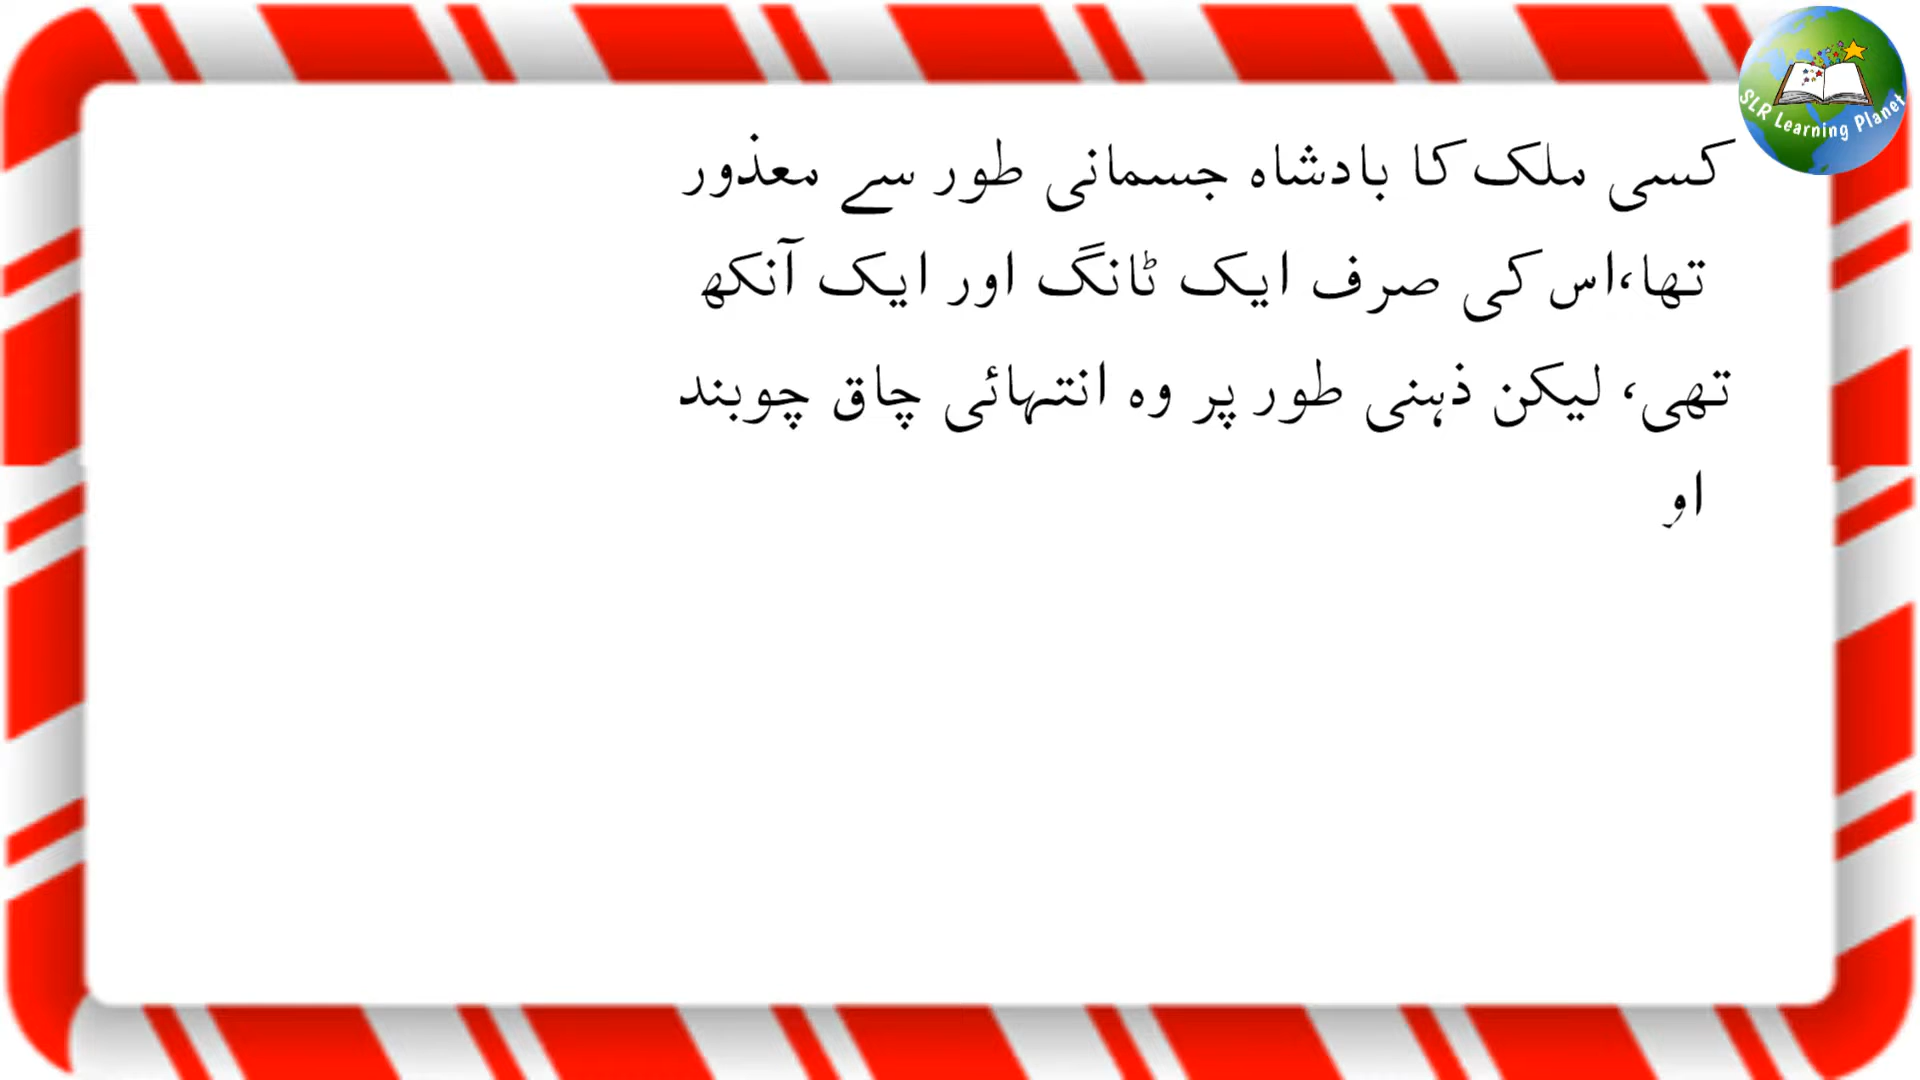 SLR Learning Planet
کسی ملک کا بادشاہ جسمانی طور سے معذور
تھا،اس کی صرف ایک ٹانگ اور ایک آنکھ
تھی، لیکن ذہنی طور پر وہ انتہائی چاق چوبند
او